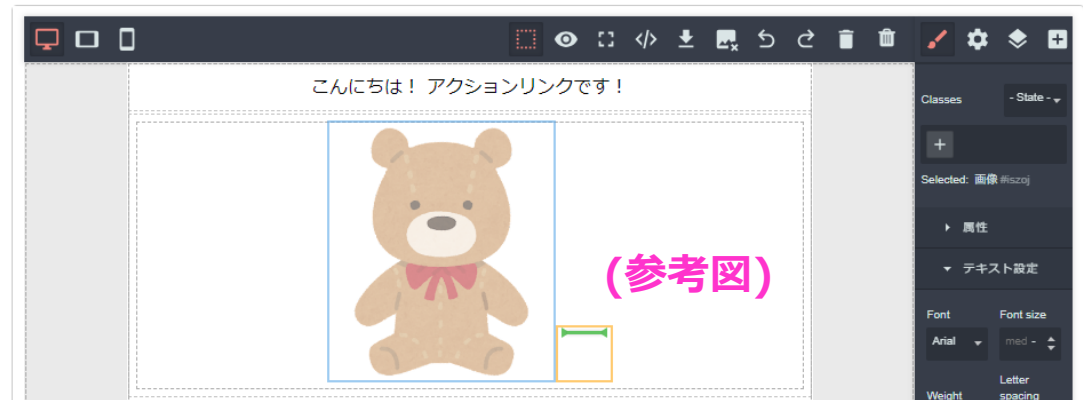 こんにちは！ アクションリンクです！
Classes
- State -
Selected: 画像 #iszoj
属性
テキスト設定
(参考図)
Font
Font size
Arial
med -
Weight
Letter
spacing